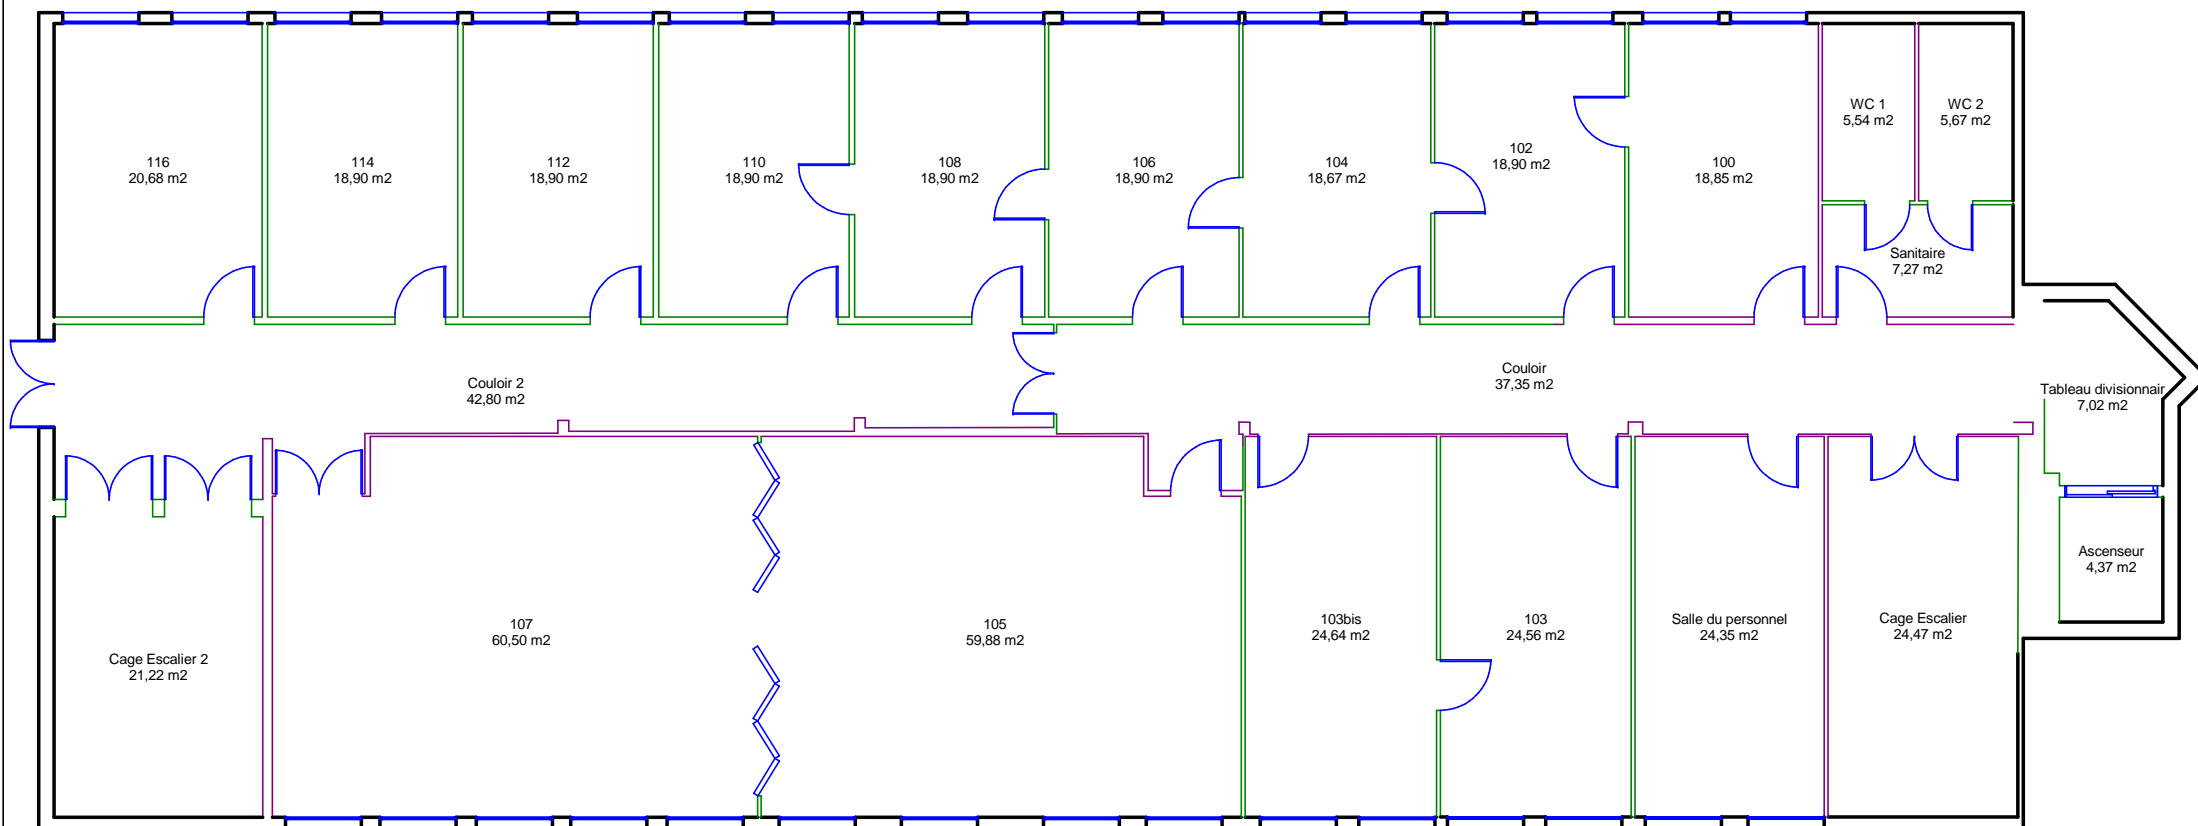 116
20,68 m2
114
18,90 m2
112
18,90 m2
110
18,90 m2
108
18,90 m2
106
18,90 m2
104
18,67 m2
102
18,90 m2
100
18,85 m2
WC 1
5,54 m2
WC 2
5,67 m2
Sanitaire
7,27 m2
Couloir 2
42,80 m2
Couloir
37,35 m2
Tableau divisionnair
7,02 m2
Ascenseur
4,37 m2
Cage Escalier 2
21,22 m2
107
60,50 m2
105
59,88 m2
103bis
24,64 m2
103
24,56 m2
Salle du personnel
24,35 m2
Cage Escalier
24,47 m2